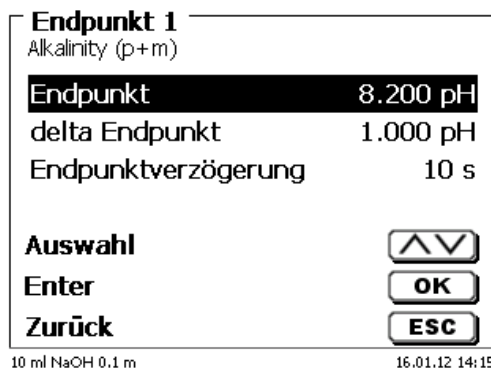 Endpunkt 1
Alkalinity (p+m)
Endpunkt 8.200 pH
delta Endpunkt 1.000 pH
Endpunktverzögerung 10 s
Auswahl
Enter OK
Zurück ESC
10 ml NaOH 0.1 m 16.01.12 14:15